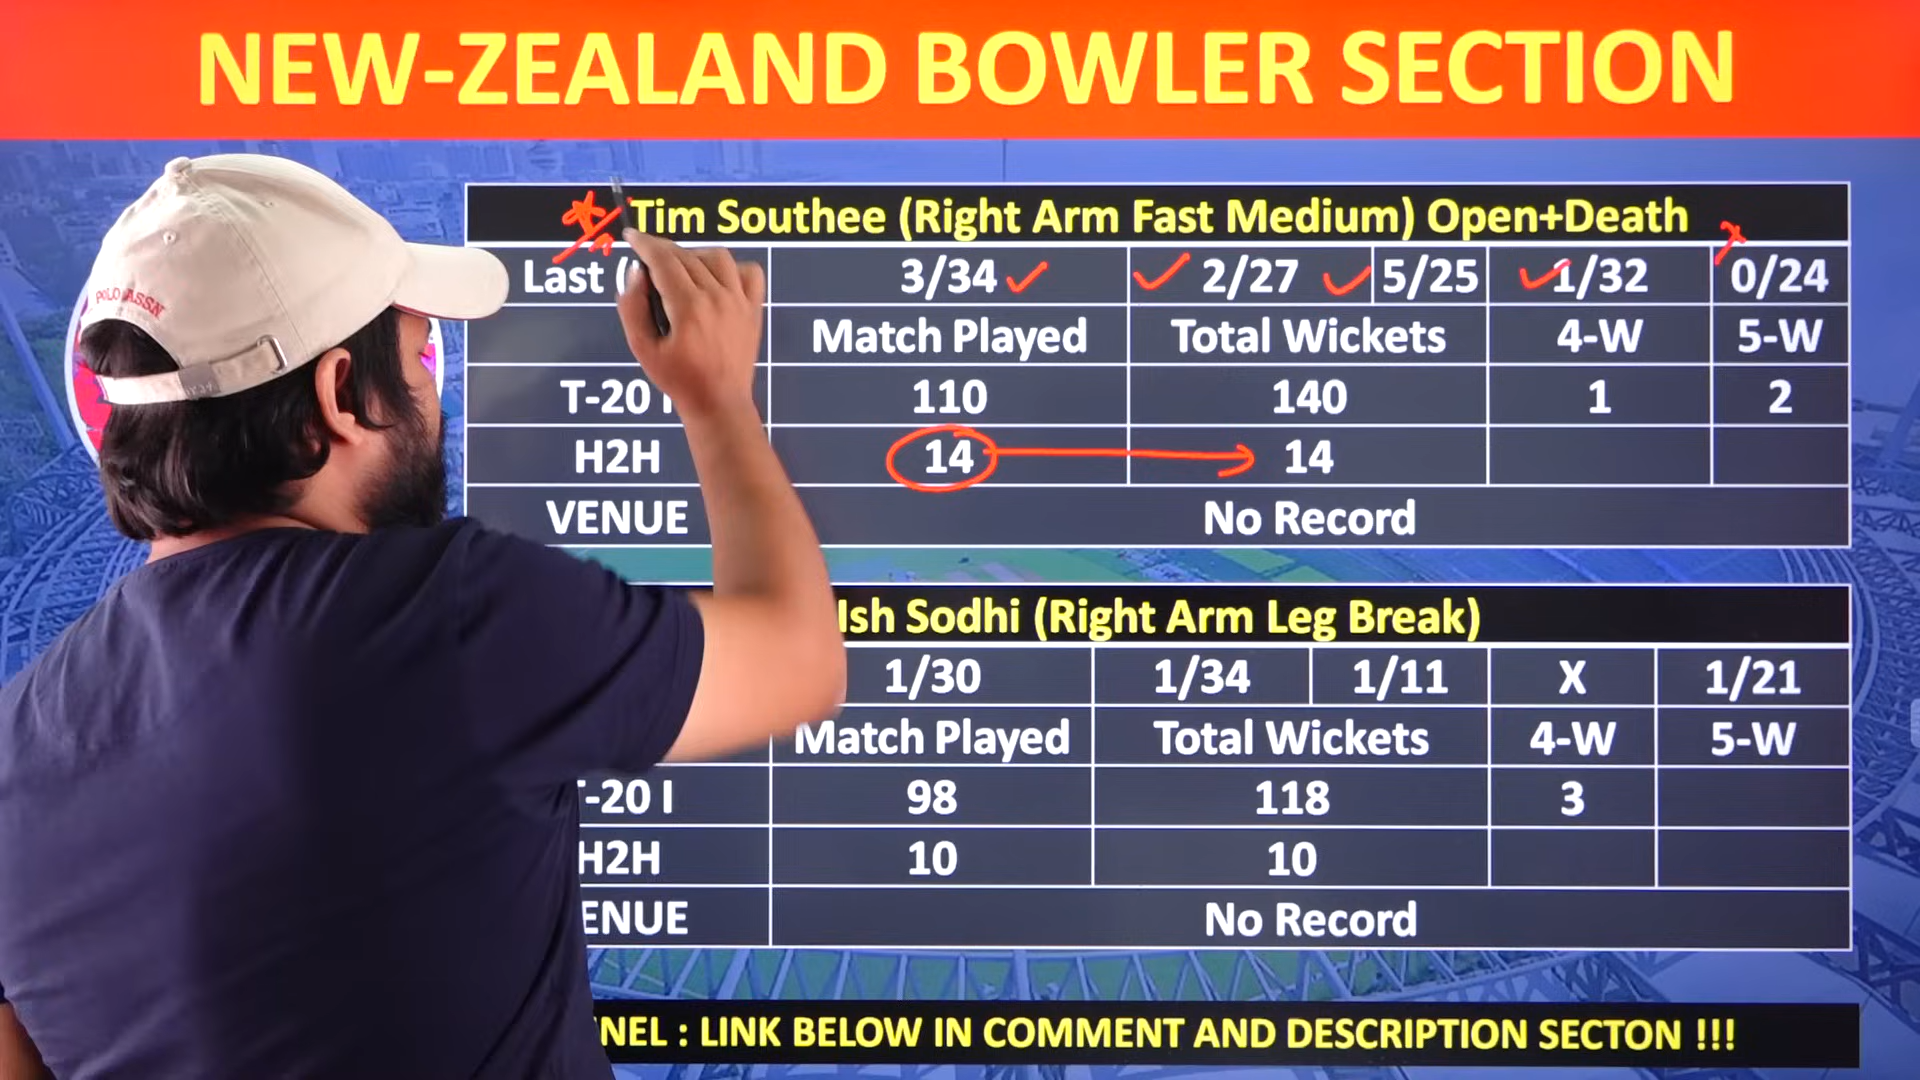 NEW-ZEALAND BOWLER SECTION
Tim Southee (Right Arm Fast Medium) Open+Death
Last 3/34 2/27 5/25 1/32 0/24
Match Played Total Wickets 4-W 5-W
T-20 I 110 140 1 2
H2H 14 14
VENUE No Record
Ish Sodhi (Right Arm Leg Break)
1/30 1/34 1/11 X 1/21
Match Played Total Wickets 4-W 5-W
-20 I 98 118 3
H2H 10 10
ENUE No Record
NEL : LINK BELOW IN COMMENT AND DESCRIPTION SECTON !!!